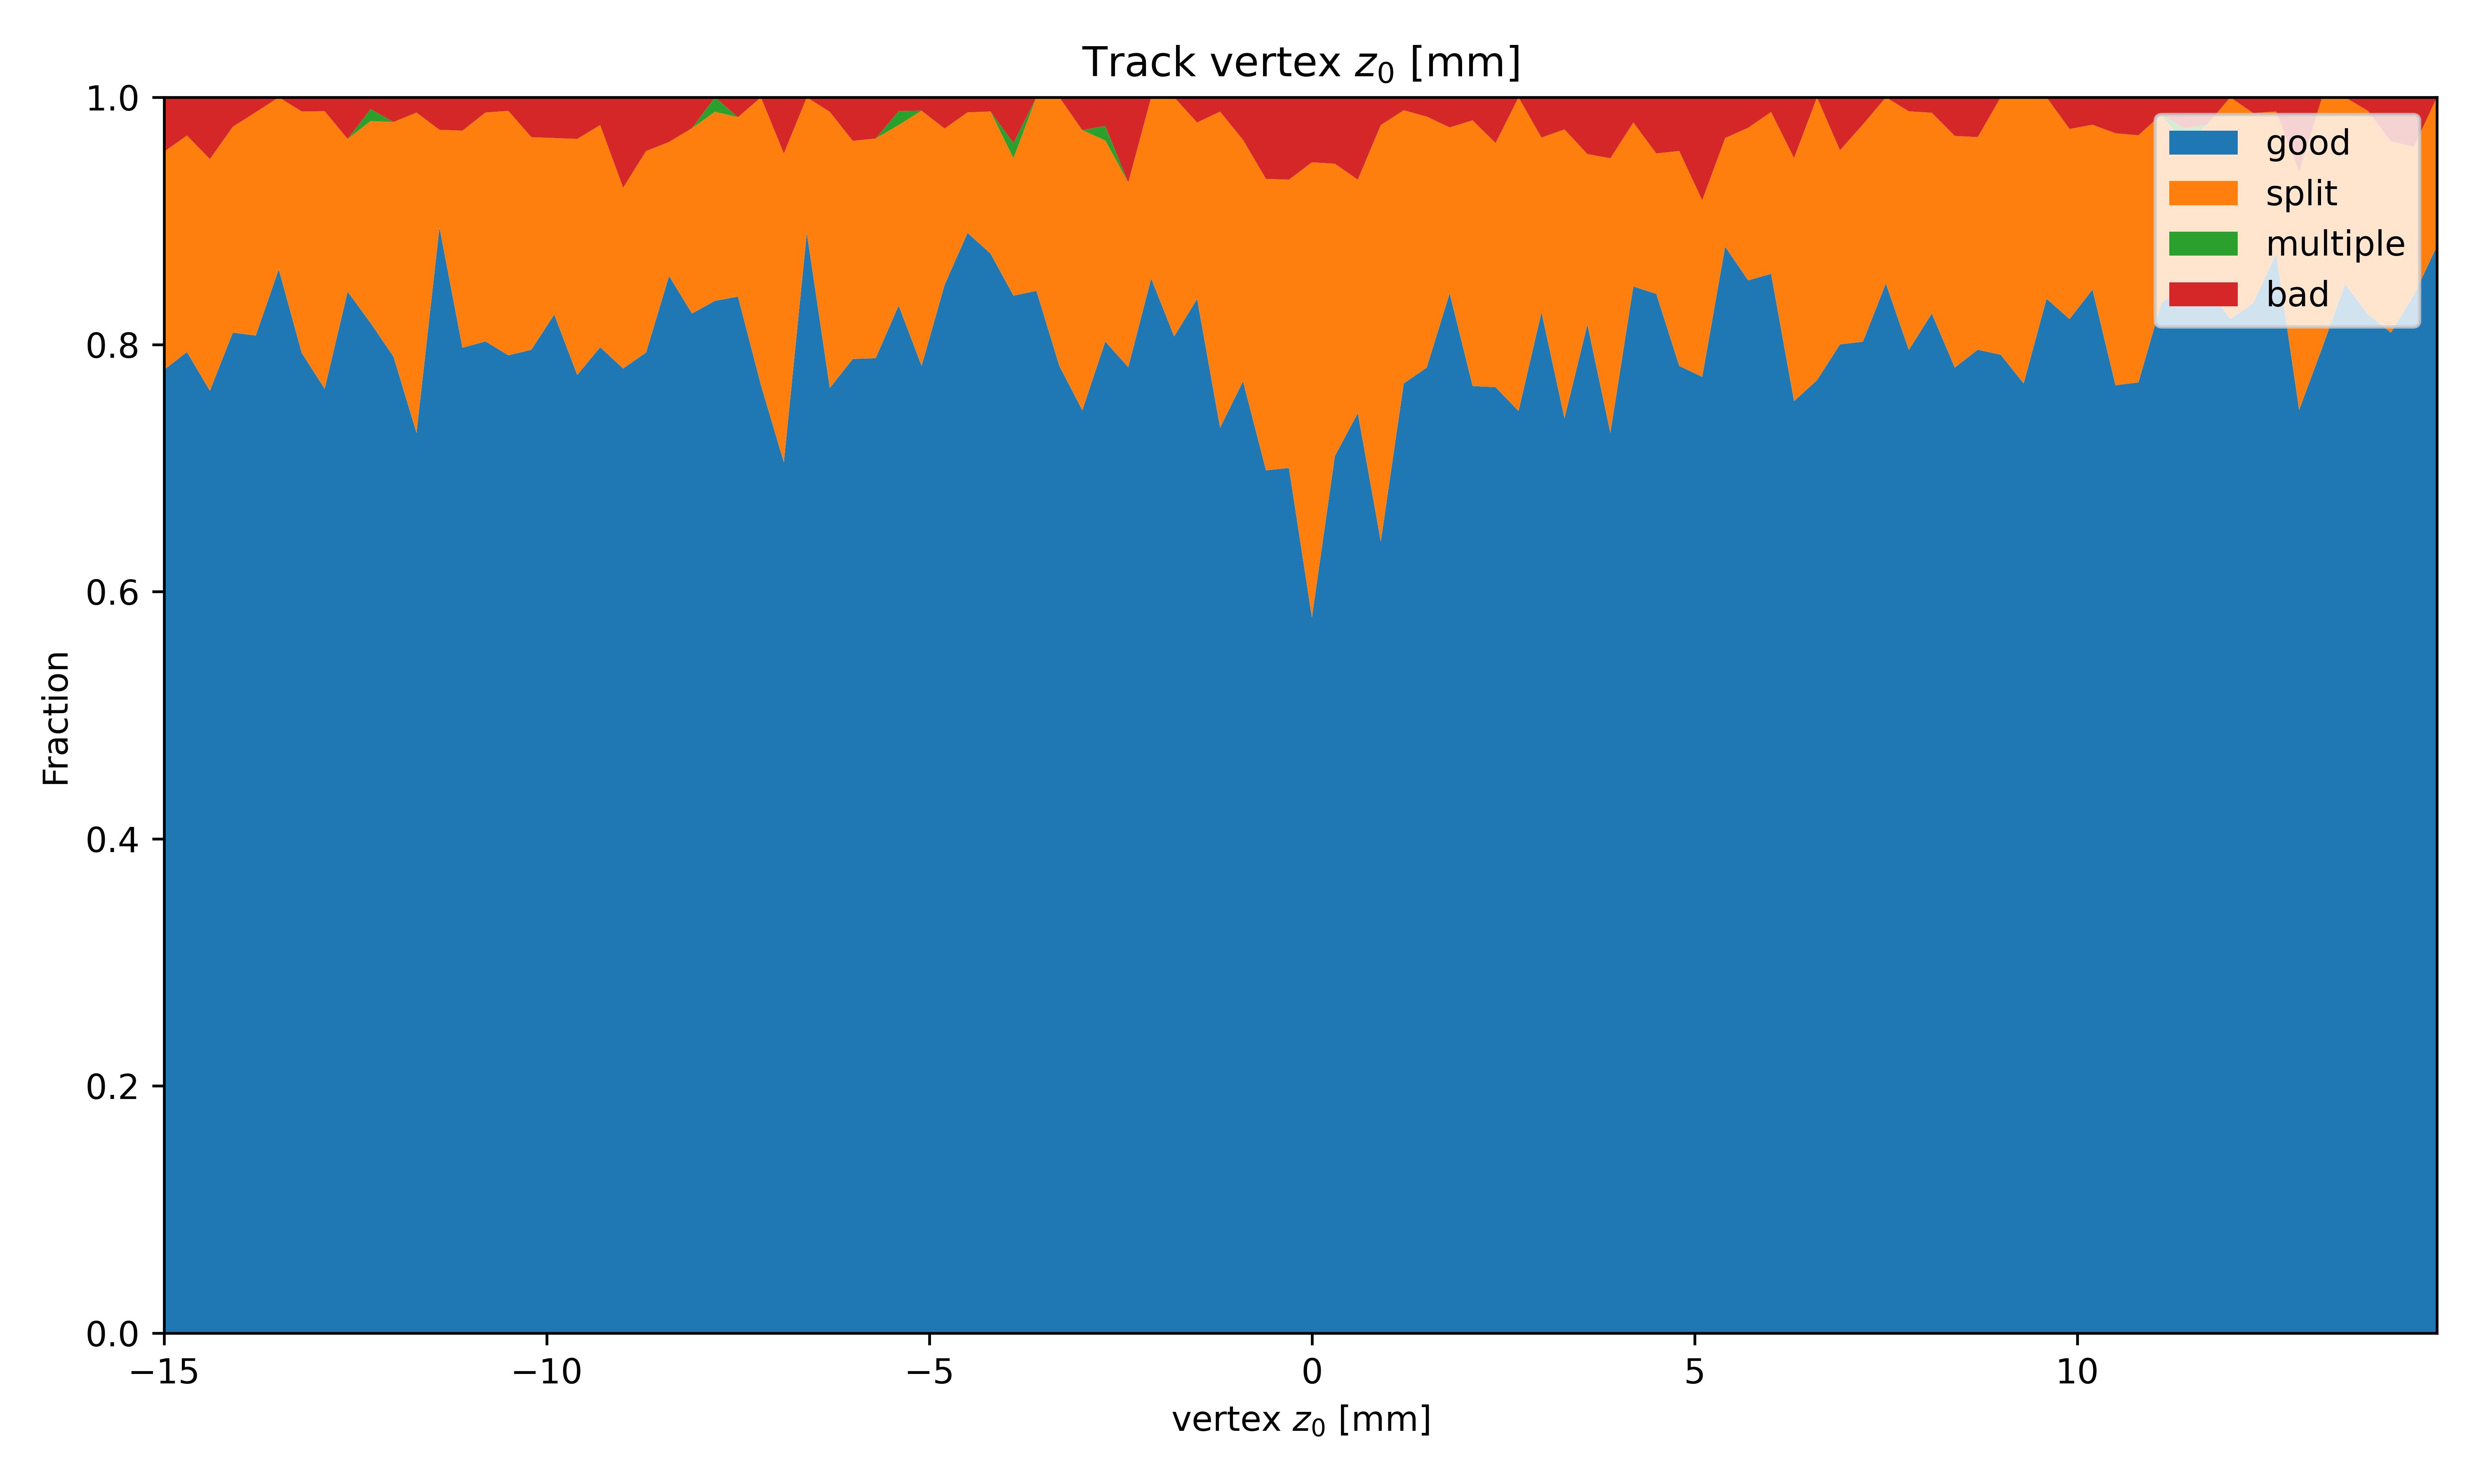 Track vertex z₀ [mm]
1.0
0.8
0.6
0.4
0.2
0.0
Fraction
good
split
multiple
bad
−15 −10 −5 0 5 10
vertex z₀ [mm]